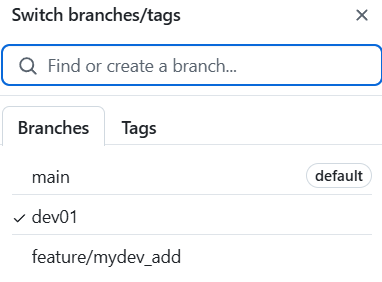 Switch branches/tags
Find or create a branch...
Branches Tags
main default
dev01
feature/mydev_add